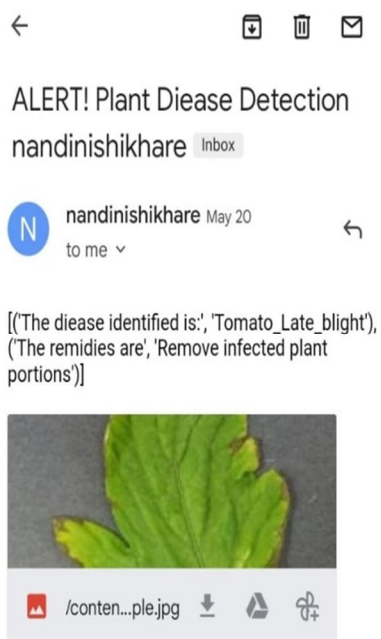 ALERT! Plant Diease Detection
nandinishikhare Inbox
N
nandinishikhare May 20
to me
[('The diease identified is:', 'Tomato_Late_blight'),
('The remidies are', 'Remove infected plant
portions')]
/conten...ple.jpg